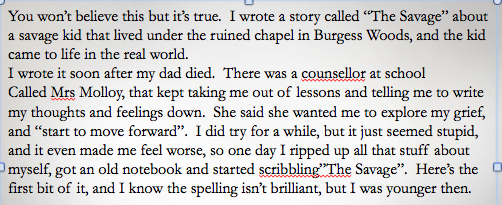 You won't believe this but it's true.  I wrote a story called "The Savage" about
a savage kid that lived under the ruined chapel in Burgess Woods, and the kid
came to life in the real world.
I wrote it soon after my dad died.  There was a counsellor at school
Called Mrs Molloy, that kept taking me out of lessons and telling me to write
my thoughts and feelings down.  She said she wanted me to explore my grief,
and "start to move forward".  I did try for a while, but it just seemed stupid,
and it even made me feel worse, so one day I ripped up all that stuff about
myself, got an old notebook and started scribbling"The Savage".  Here's the
first bit of it, and I know the spelling isn't brilliant, but I was younger then.